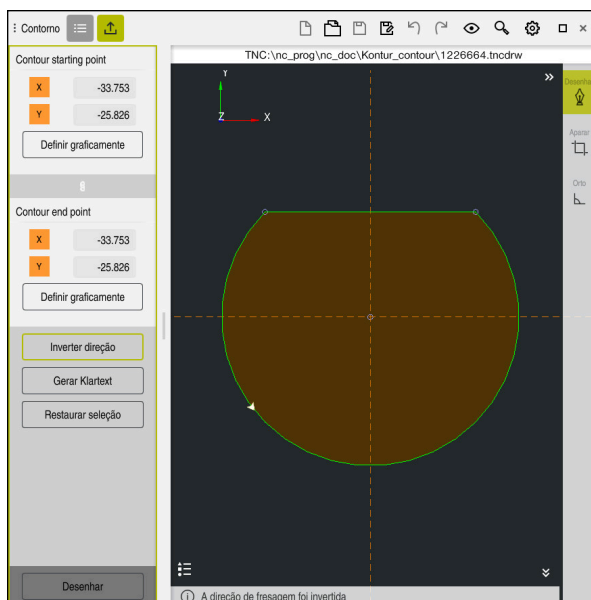 Contorno
TNC:\nc_prog\nc_doc\Kontur_contour\1226664.tncdrw
Contour starting point
X -33.753
Y -25.826
Definir graficamente
Contour end point
X -33.753
Y -25.826
Definir graficamente
Inverter direção
Gerar Klartext
Restaurar seleção
Desenhar
Y
Z X
A direção de fresagem foi invertida
Desenha
Aparar
Orto